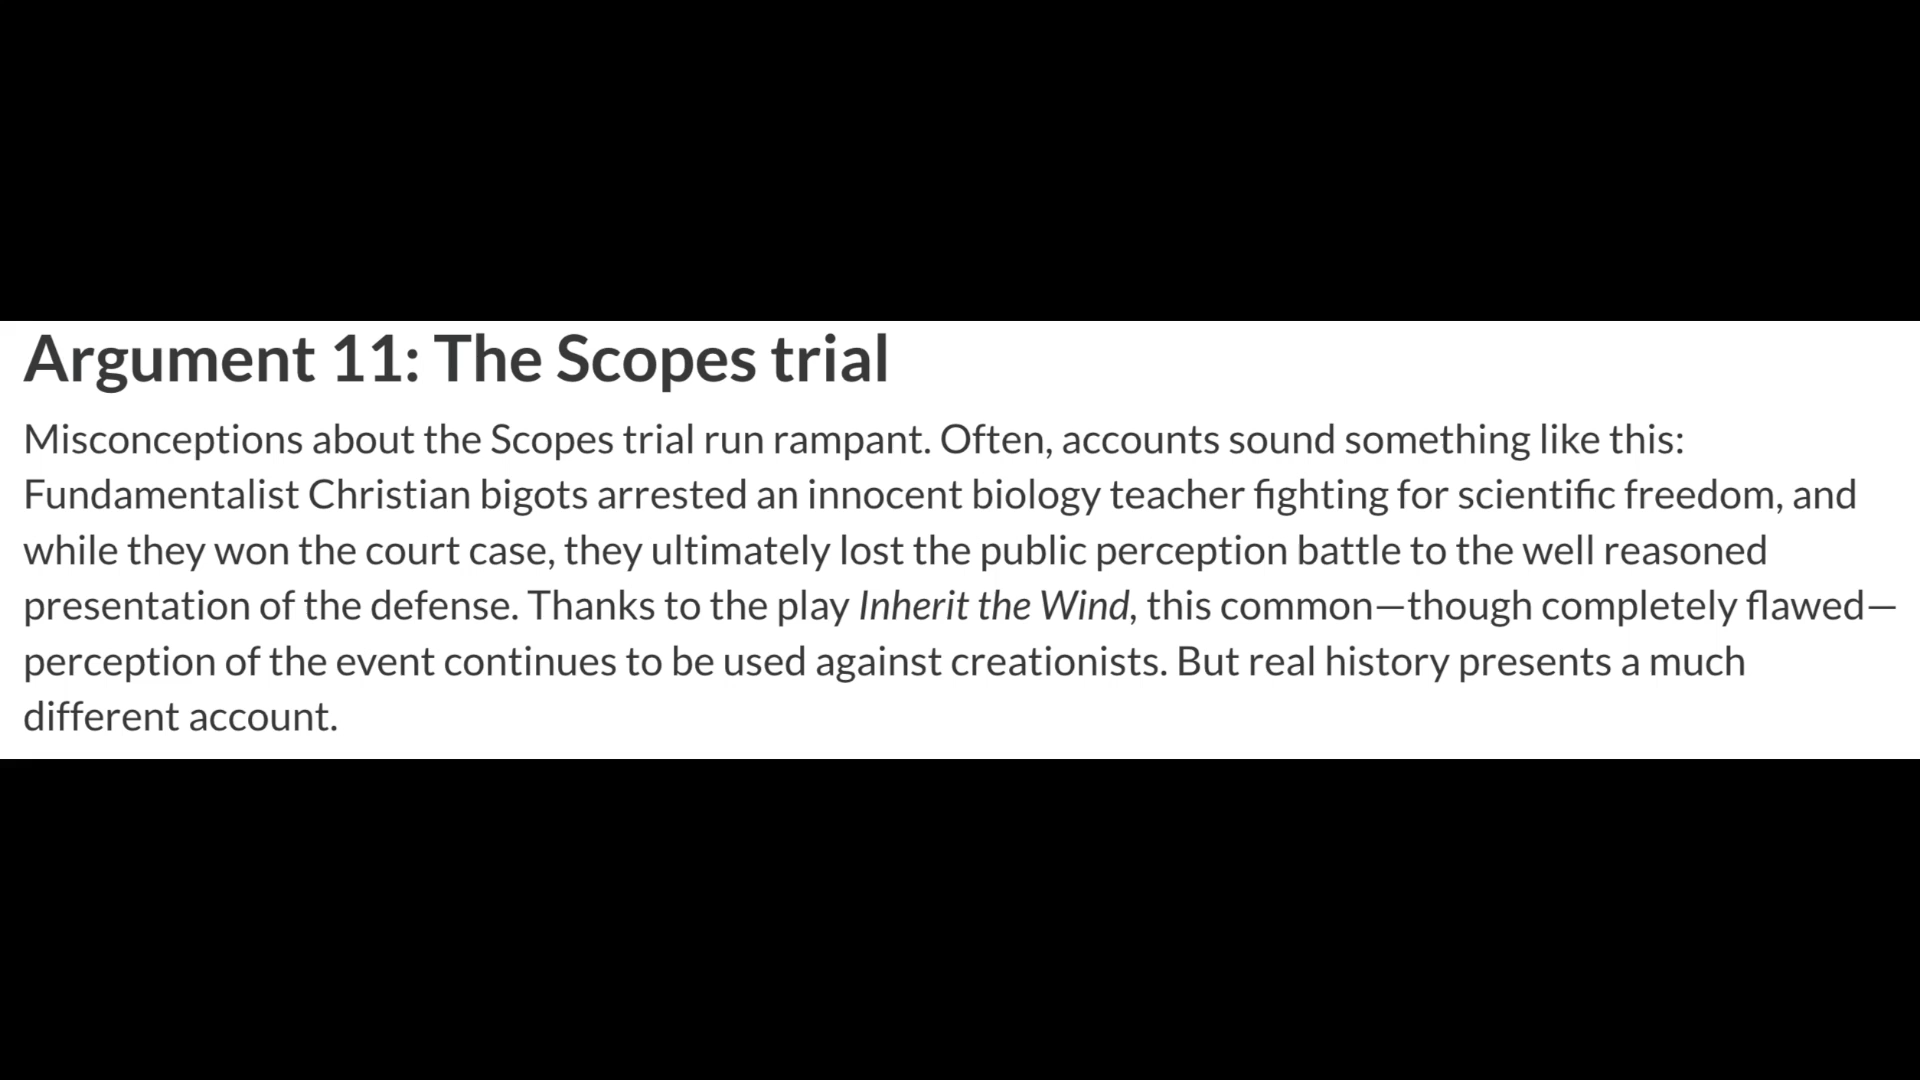 Argument 11: The Scopes trial
Misconceptions about the Scopes trial run rampant. Often, accounts sound something like this:
Fundamentalist Christian bigots arrested an innocent biology teacher fighting for scientific freedom, and
while they won the court case, they ultimately lost the public perception battle to the well reasoned
presentation of the defense. Thanks to the play Inherit the Wind, this common—though completely flawed—
perception of the event continues to be used against creationists. But real history presents a much
different account.